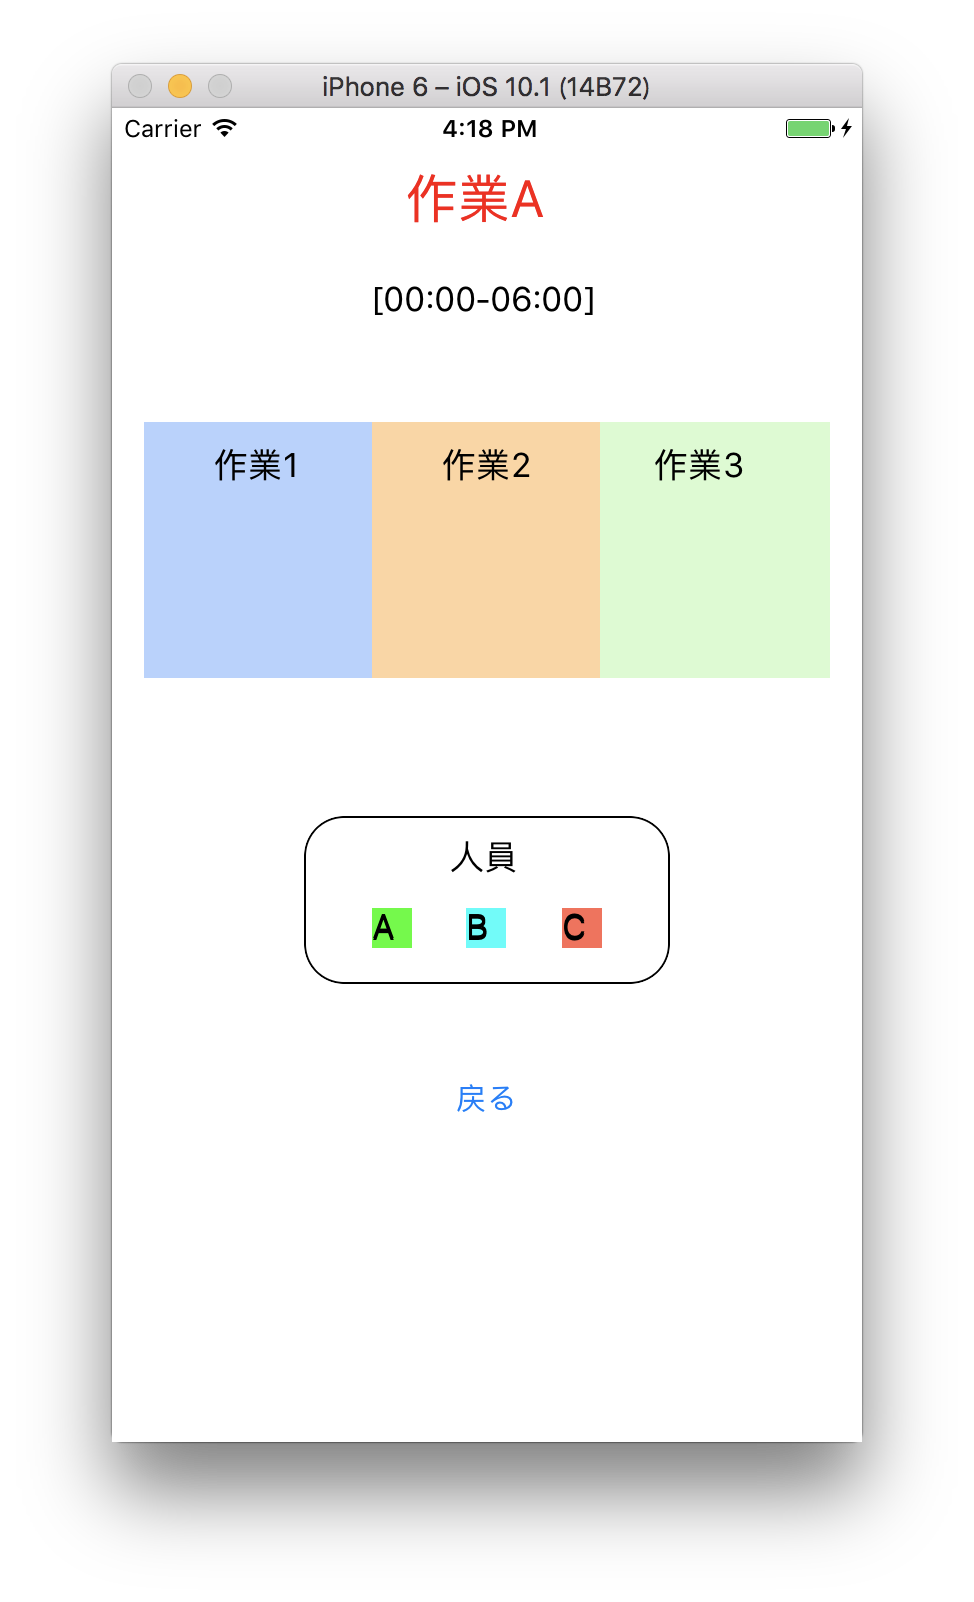 iPhone 6 – iOS 10.1 (14B72)
Carrier 4:18 PM
作業A
[00:00-06:00]
作業1 作業2 作業3
人員
A B C
戻る